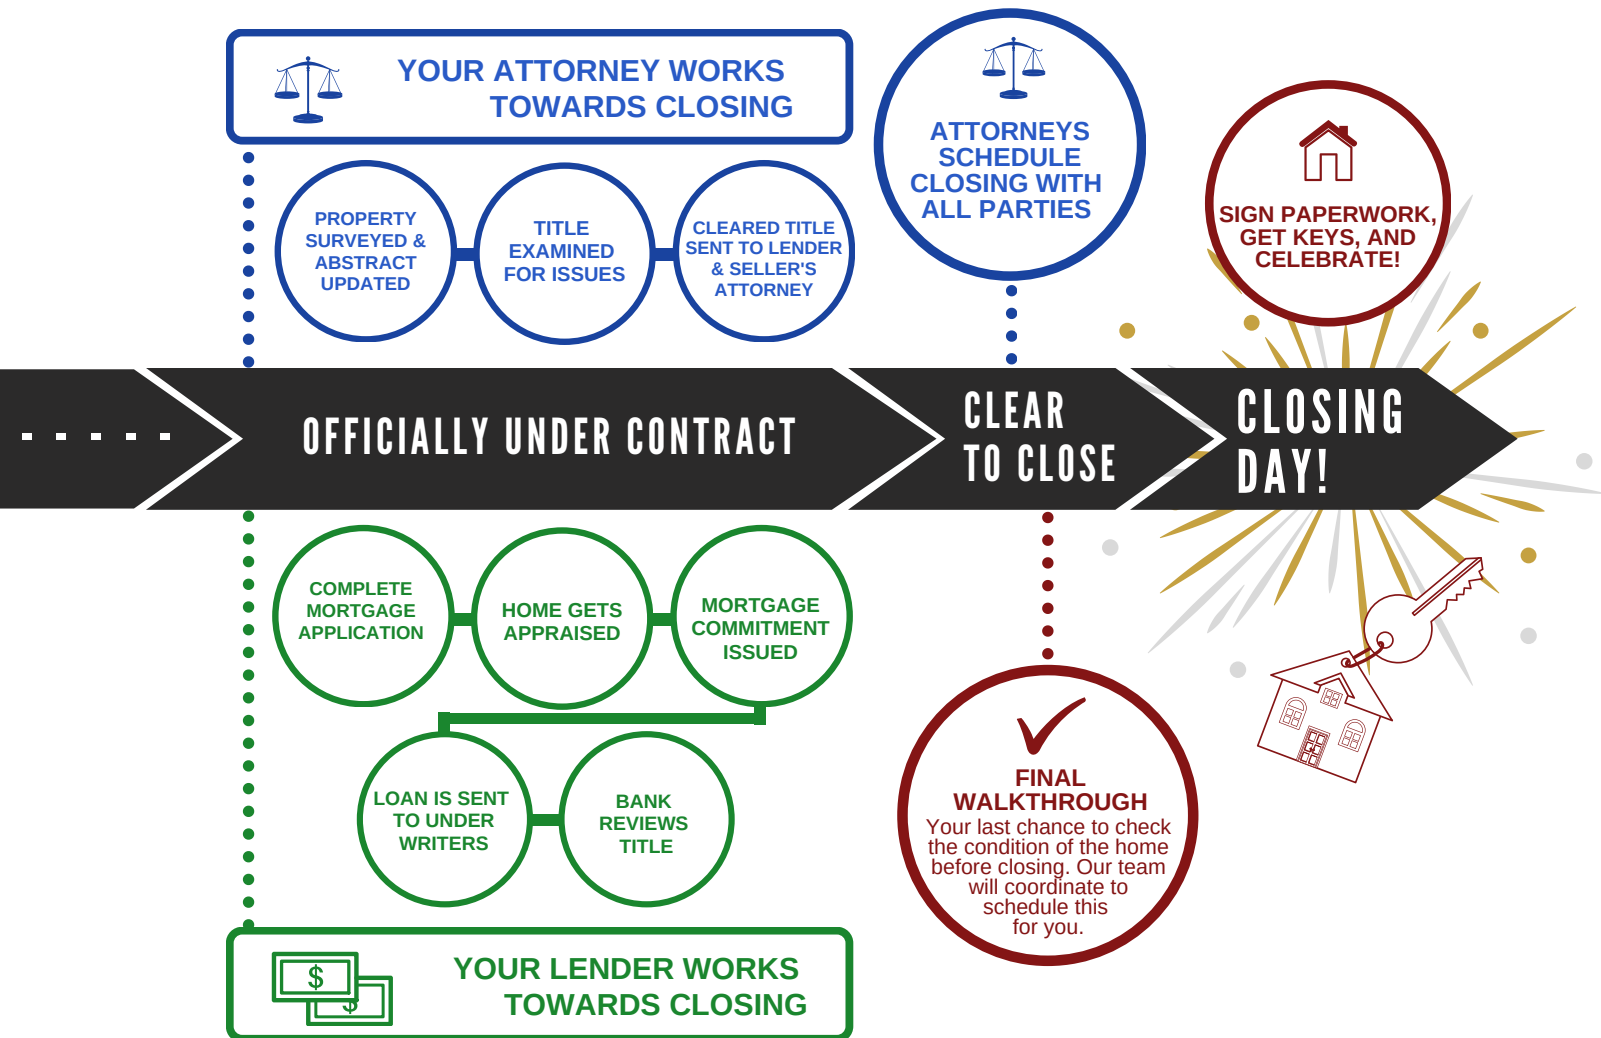 YOUR ATTORNEY WORKS
TOWARDS CLOSING
PROPERTY
SURVEYED &
ABSTRACT
UPDATED
TITLE
EXAMINED
FOR ISSUES
CLEARED TITLE
SENT TO LENDER
& SELLER'S
ATTORNEY
ATTORNEYS
SCHEDULE
CLOSING WITH
ALL PARTIES
SIGN PAPERWORK,
GET KEYS, AND
CELEBRATE!
OFFICIALLY UNDER CONTRACT
CLEAR
TO CLOSE
CLOSING
DAY!
COMPLETE
MORTGAGE
APPLICATION
HOME GETS
APPRAISED
MORTGAGE
COMMITMENT
ISSUED
LOAN IS SENT
TO UNDER
WRITERS
BANK
REVIEWS
TITLE
YOUR LENDER WORKS
TOWARDS CLOSING
$
$
FINAL
WALKTHROUGH
Your last chance to check
the condition of the home
before closing. Our team
will coordinate to
schedule this
for you.